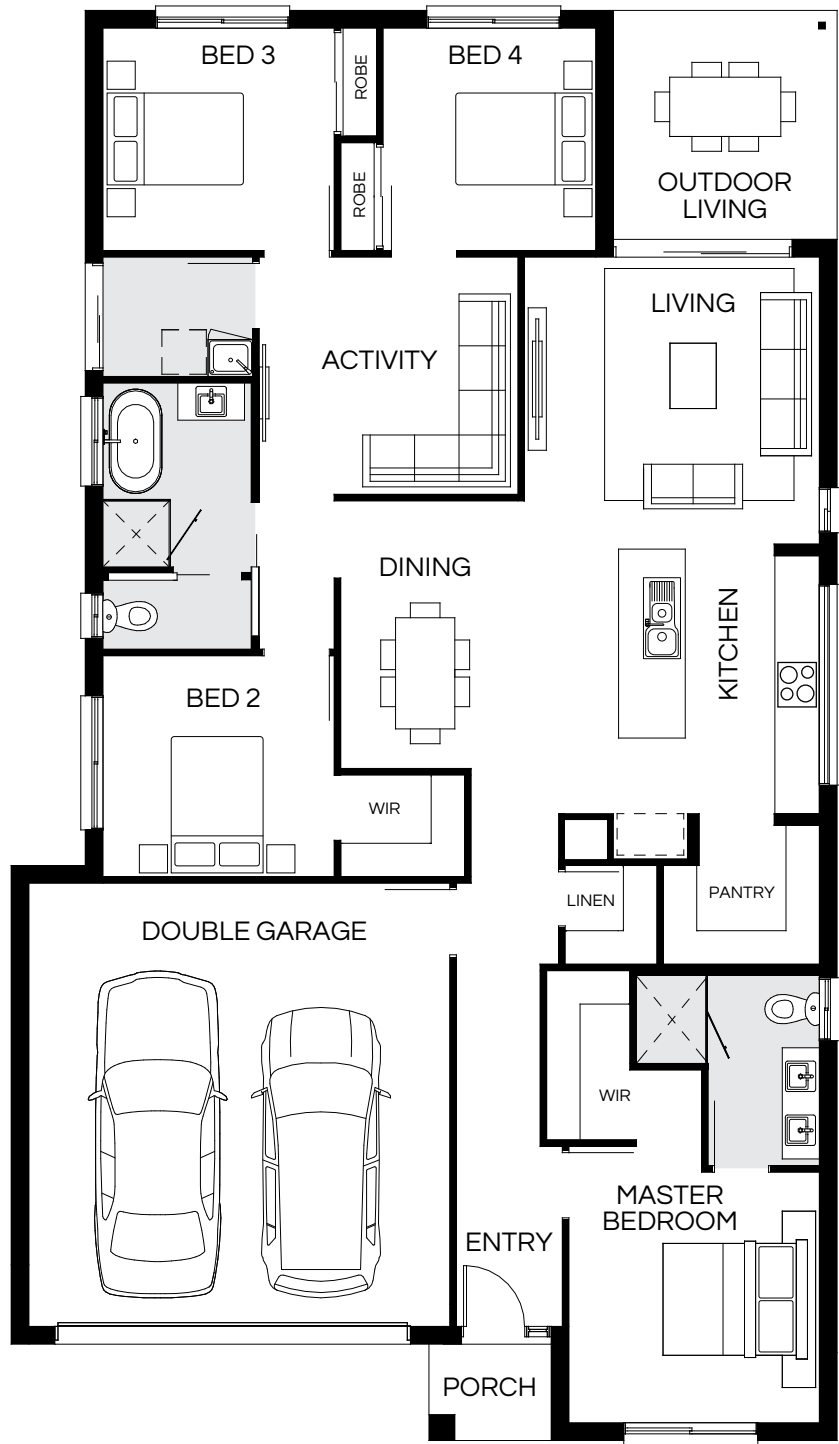 BED 3
ROBE
BED 4
ROBE
OUTDOOR
LIVING
LIVING
ACTIVITY
DINING
KITCHEN
BED 2
WIR
LINEN
PANTRY
DOUBLE GARAGE
WIR
MASTER
BEDROOM
ENTRY
PORCH